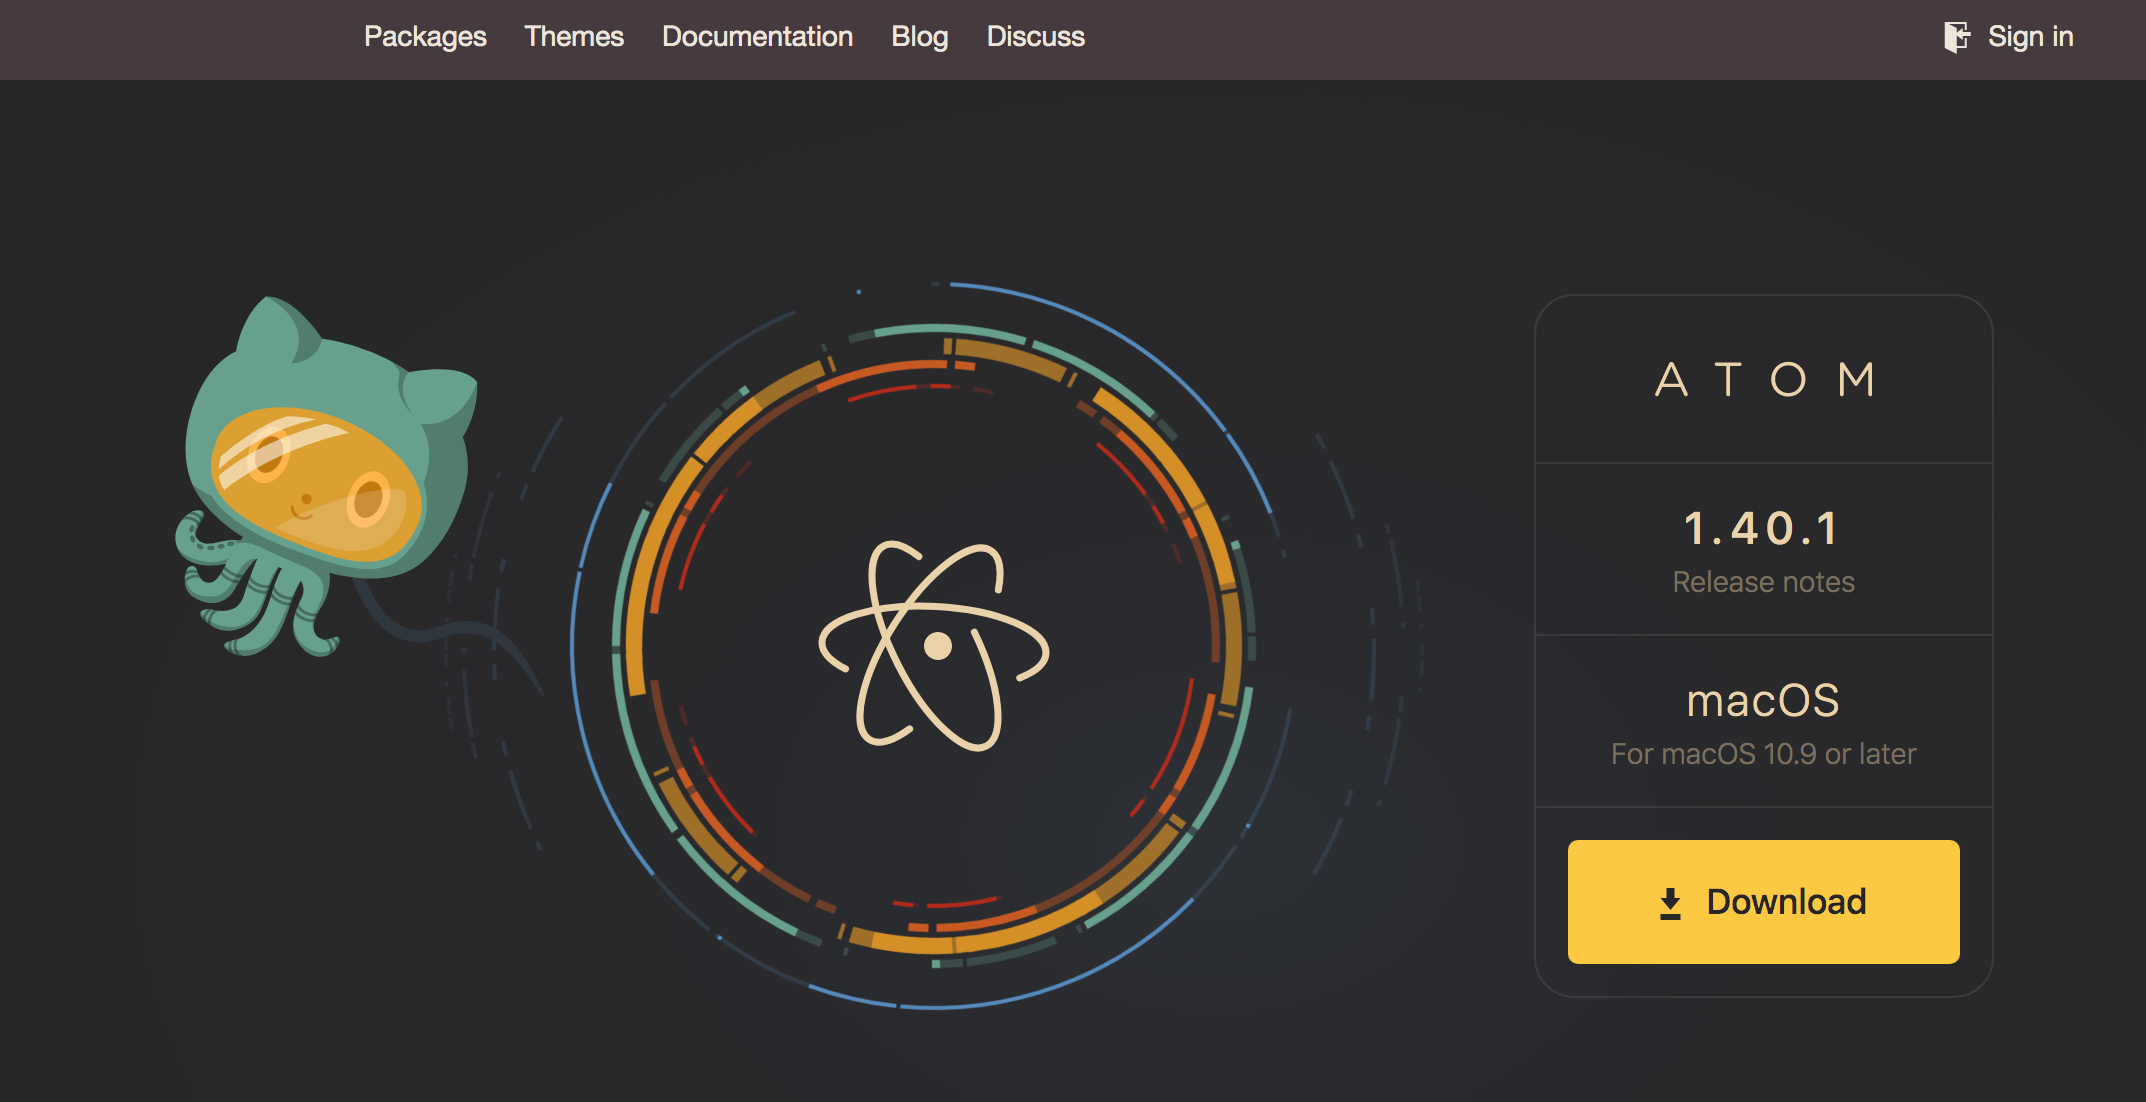 Packages Themes Documentation Blog Discuss Sign in
ATOM
1.40.1
Release notes
macOS
For macOS 10.9 or later
Download